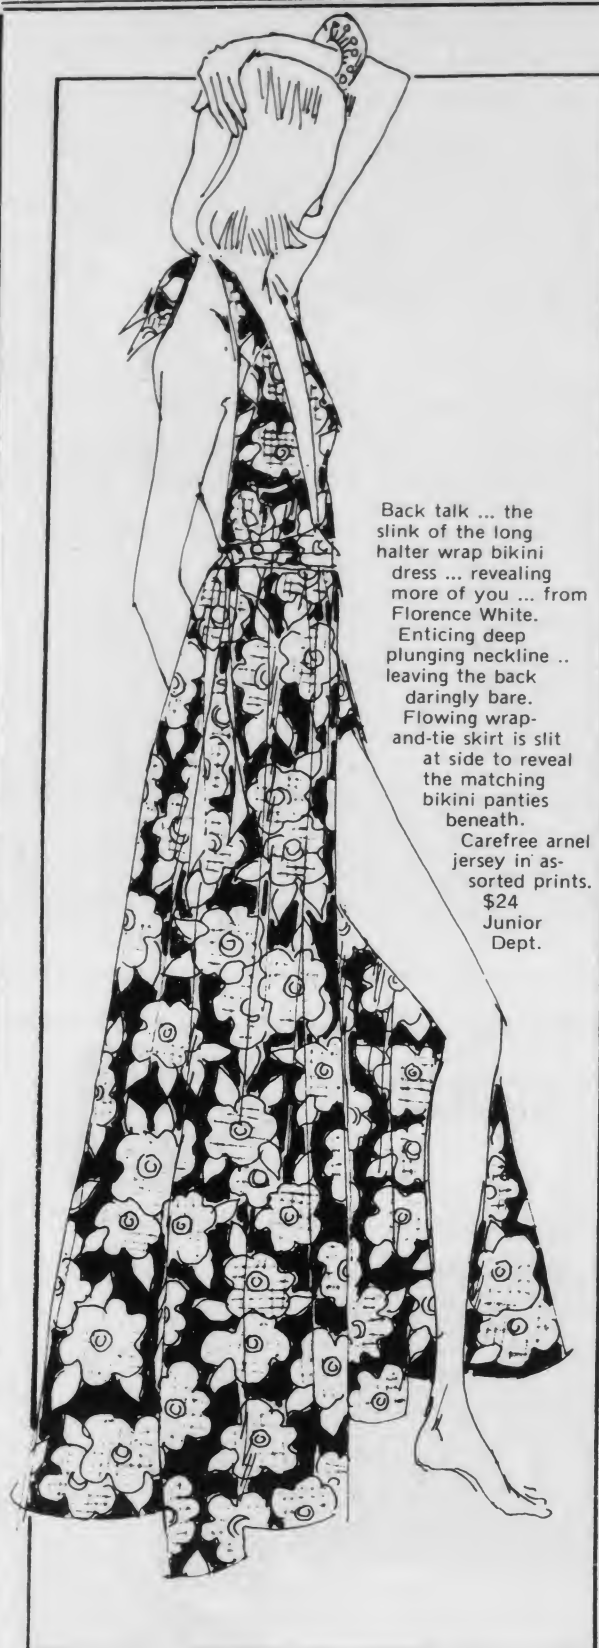 Back talk ... the
slink of the long
halter wrap bikini
dress ... revealing
more of you ... from
Florence White.
Enticing deep
plunging neckline ..
leaving the back
daringly bare.
Flowing wrap-
and-tie skirt is slit
at side to reveal
the matching
bikini panties
beneath.
Carefree arnel
jersey in as-
sorted prints.
$24
Junior
Dept.